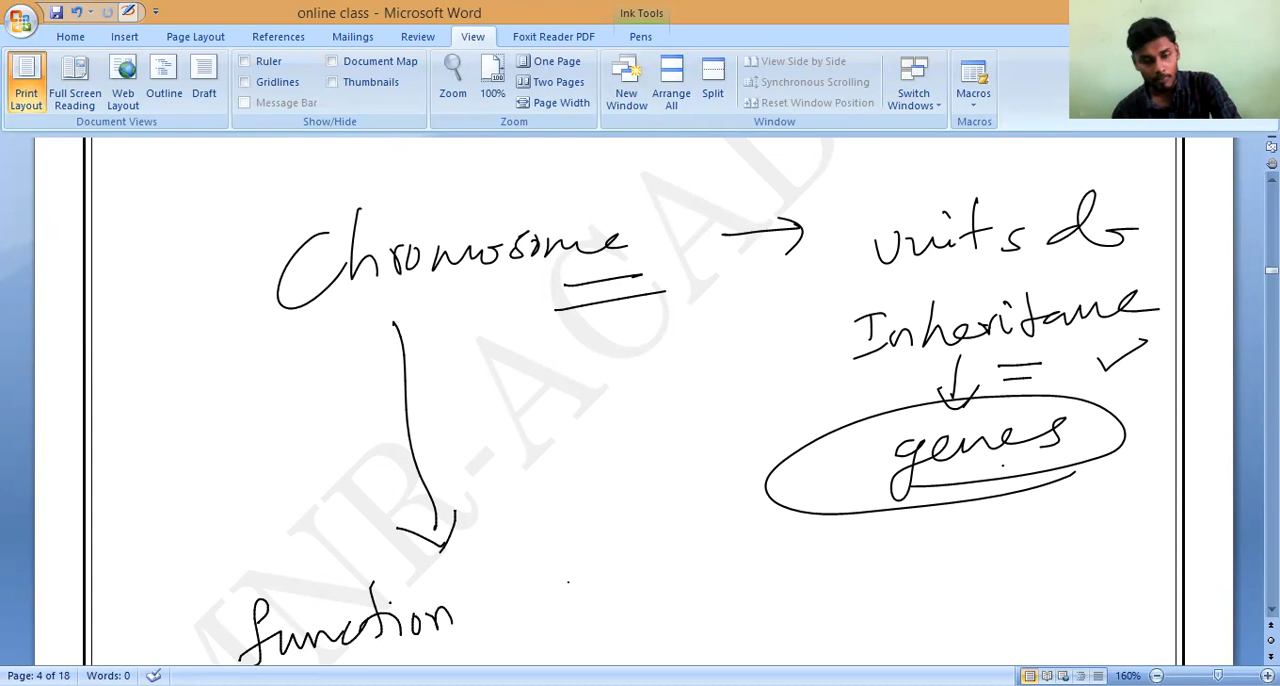 online class - Microsoft Word
Ink Tools
Home Insert Page Layout References Mailings Review View Foxit Reader PDF Pens
Print Layout
Full Screen Reading
Web Layout
Outline
Draft
Document Views
Ruler
Gridlines
Message Bar
Document Map
Thumbnails
Show/Hide
Zoom
100%
One Page
Two Pages
Page Width
Zoom
New Window
Arrange All
Split
View Side by Side
Synchronous Scrolling
Reset Window Position
Switch Windows
Window
Macros
Macros
Chromosome → units of
Inheritance
genes
function
NR-ACAD
Page: 4 of 18 Words: 0 160%